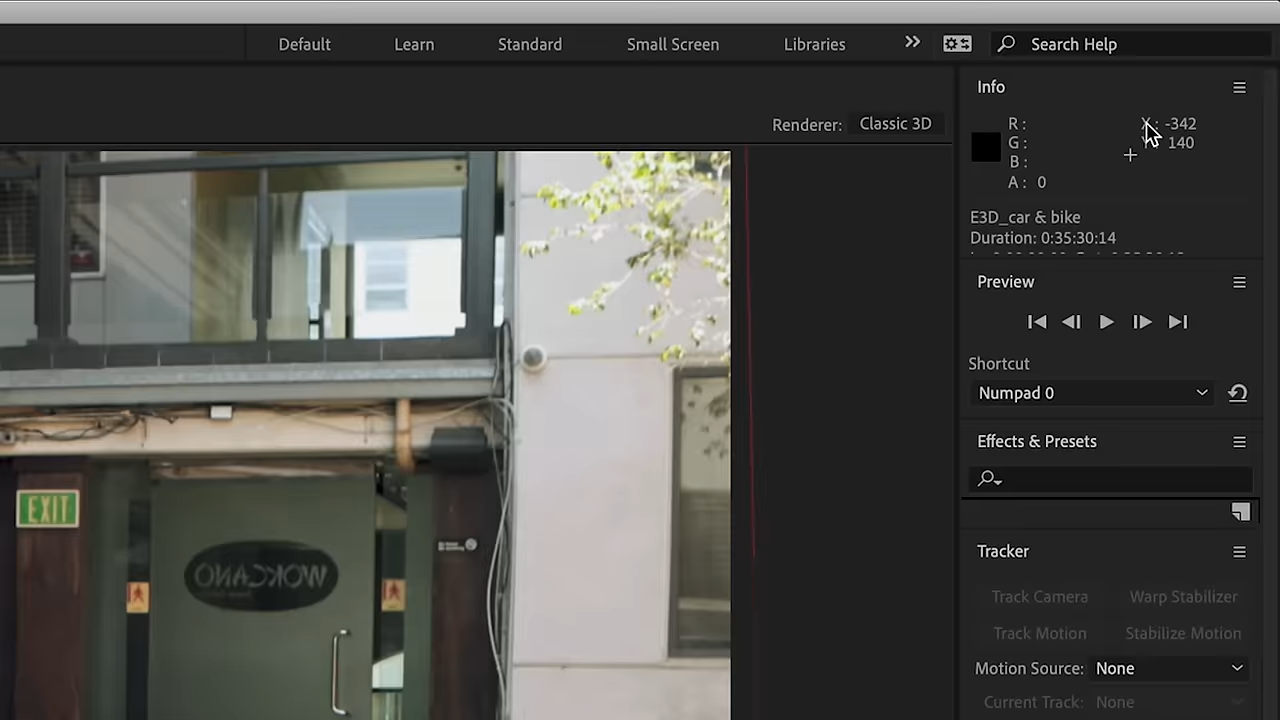 Default Learn Standard Small Screen Libraries Search Help
Info
Renderer: Classic 3D
R :
X : -342
G :
140
B :
A : 0
E3D_car & bike
Duration: 0:35:30:14
Preview
Shortcut
Numpad 0
Effects & Presets
EXIT
WOKCANO
Tracker
Track Camera Warp Stabilizer
Track Motion Stabilize Motion
Motion Source: None
Current Track: None